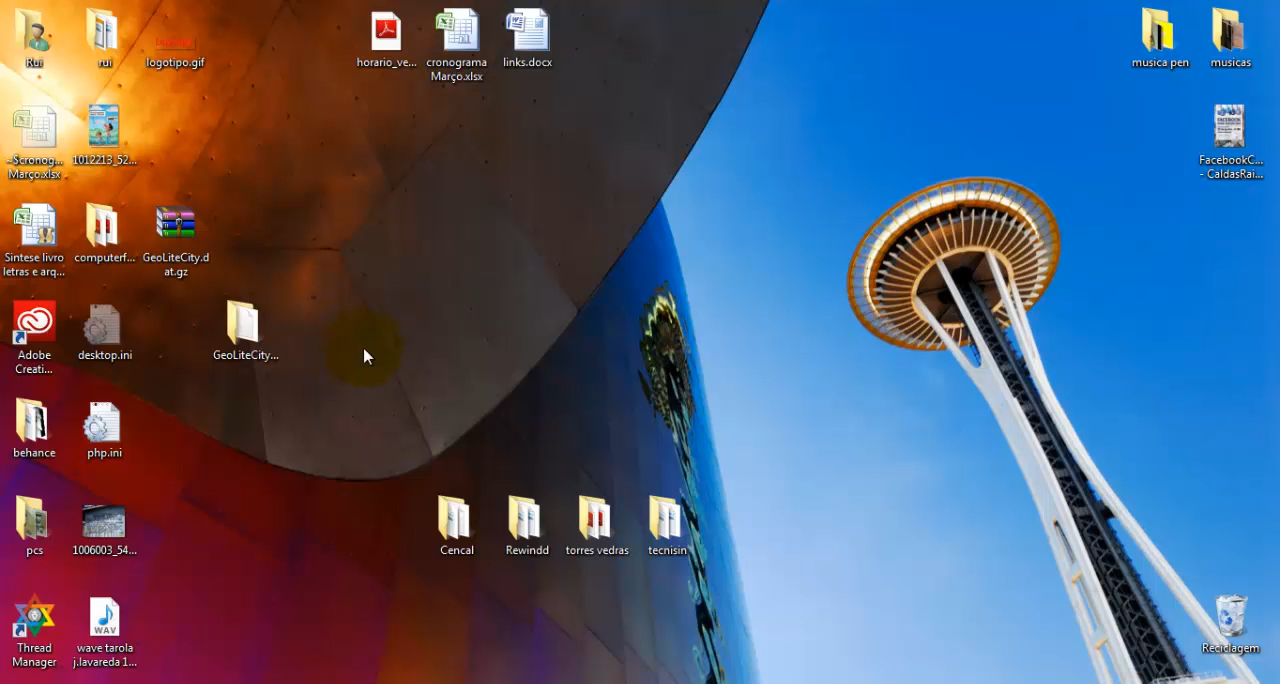 Rui
rui
logotipo.gif
horario_ve...
cronograma
Março.xlsx
links.docx
musica pen
musicas
~$cronog...
Março.xlsx
1012213_52...
FacebookC...
- CaldasRai...
Sintese livro
letras e arq...
computerf...
GeoLiteCity.d
at.gz
Adobe
Creati...
desktop.ini
GeoLiteCity...
behance
php.ini
pcs
1006003_54...
Cencal
Rewindd
torres vedras
tecnisin
Thread
Manager
WAV
wave tarola
j.lavareda 1...
Reciclagem